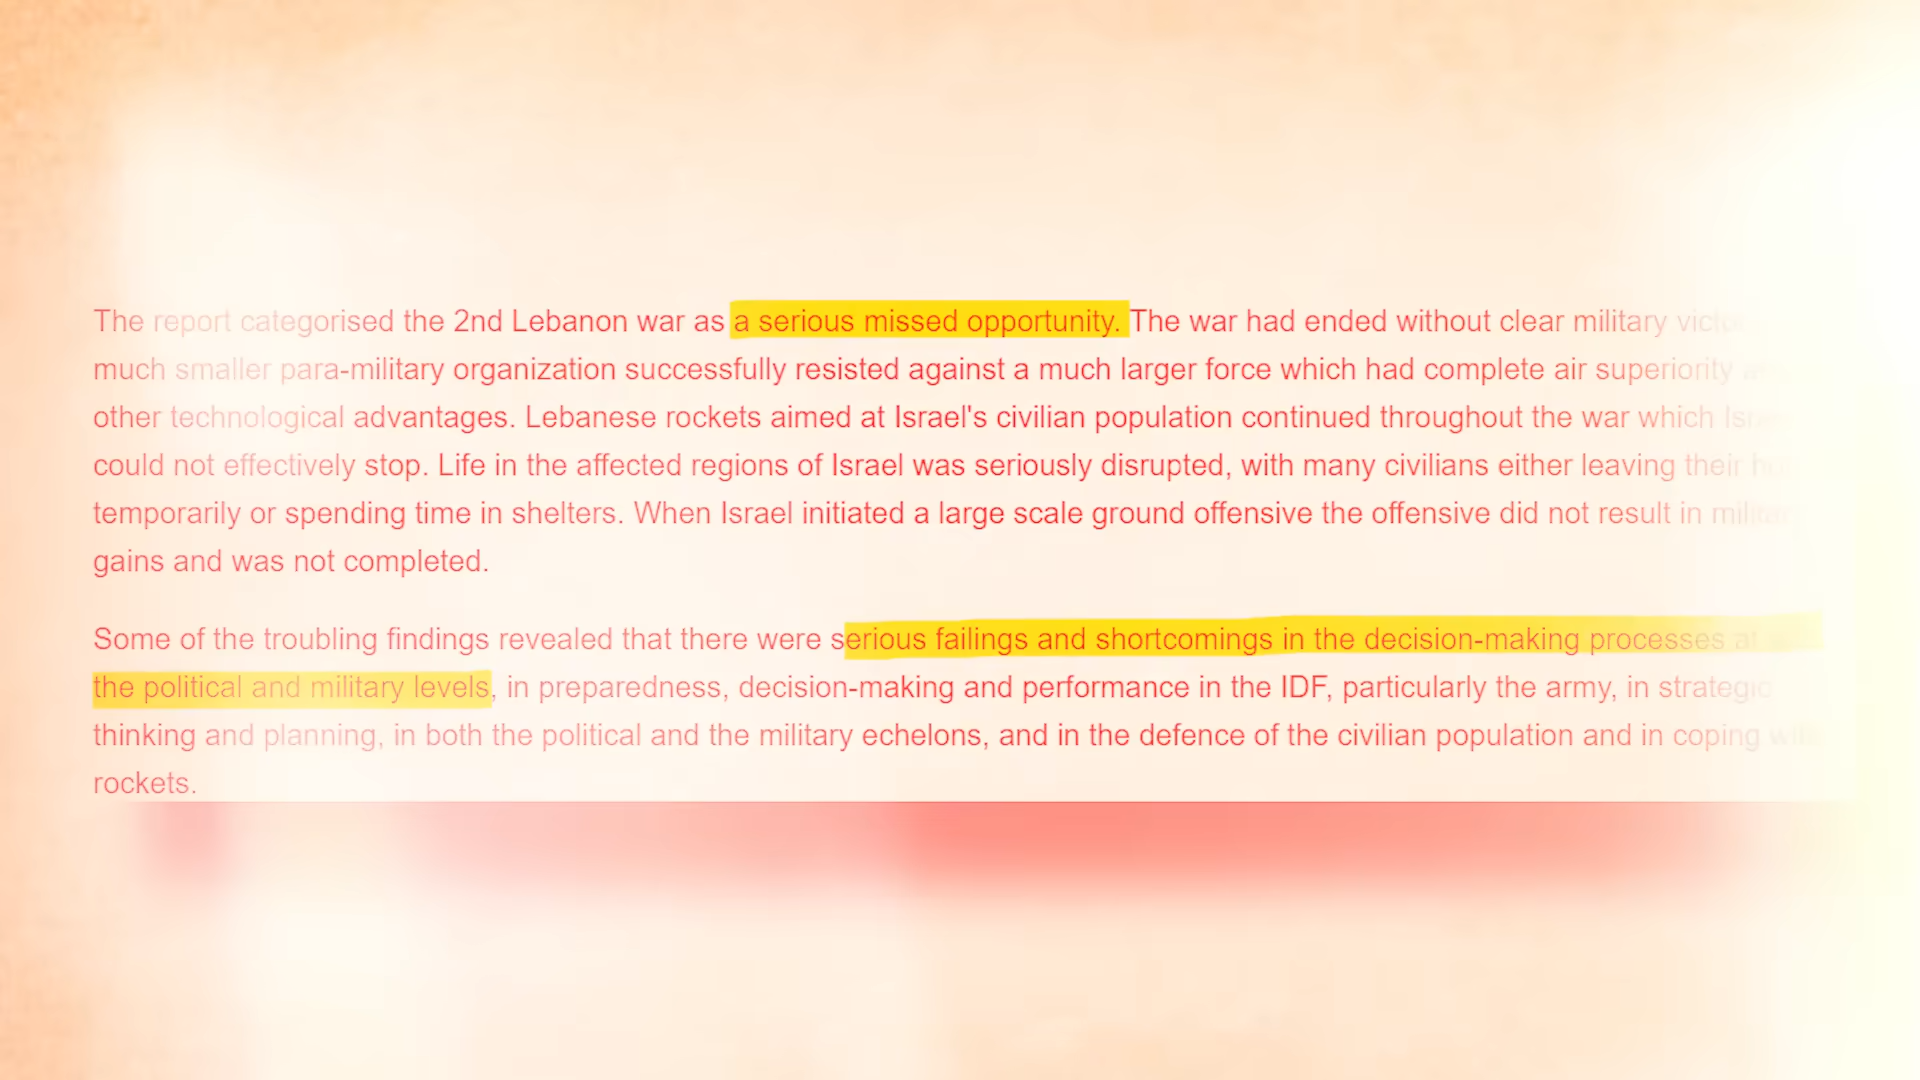 The report categorised the 2nd Lebanon war as a serious missed opportunity. The war had ended without clear military
much smaller para-military organization successfully resisted against a much larger force which had complete air superiority
other technological advantages. Lebanese rockets aimed at Israel's civilian population continued throughout the war which
could not effectively stop. Life in the affected regions of Israel was seriously disrupted, with many civilians either leaving their
temporarily or spending time in shelters. When Israel initiated a large scale ground offensive the offensive did not result in
gains and was not completed.
Some of the troubling findings revealed that there were serious failings and shortcomings in the decision-making processes at
the political and military levels, in preparedness, decision-making and performance in the IDF, particularly the army, in strategic
thinking and planning, in both the political and the military echelons, and in the defence of the civilian population and in coping
rockets.